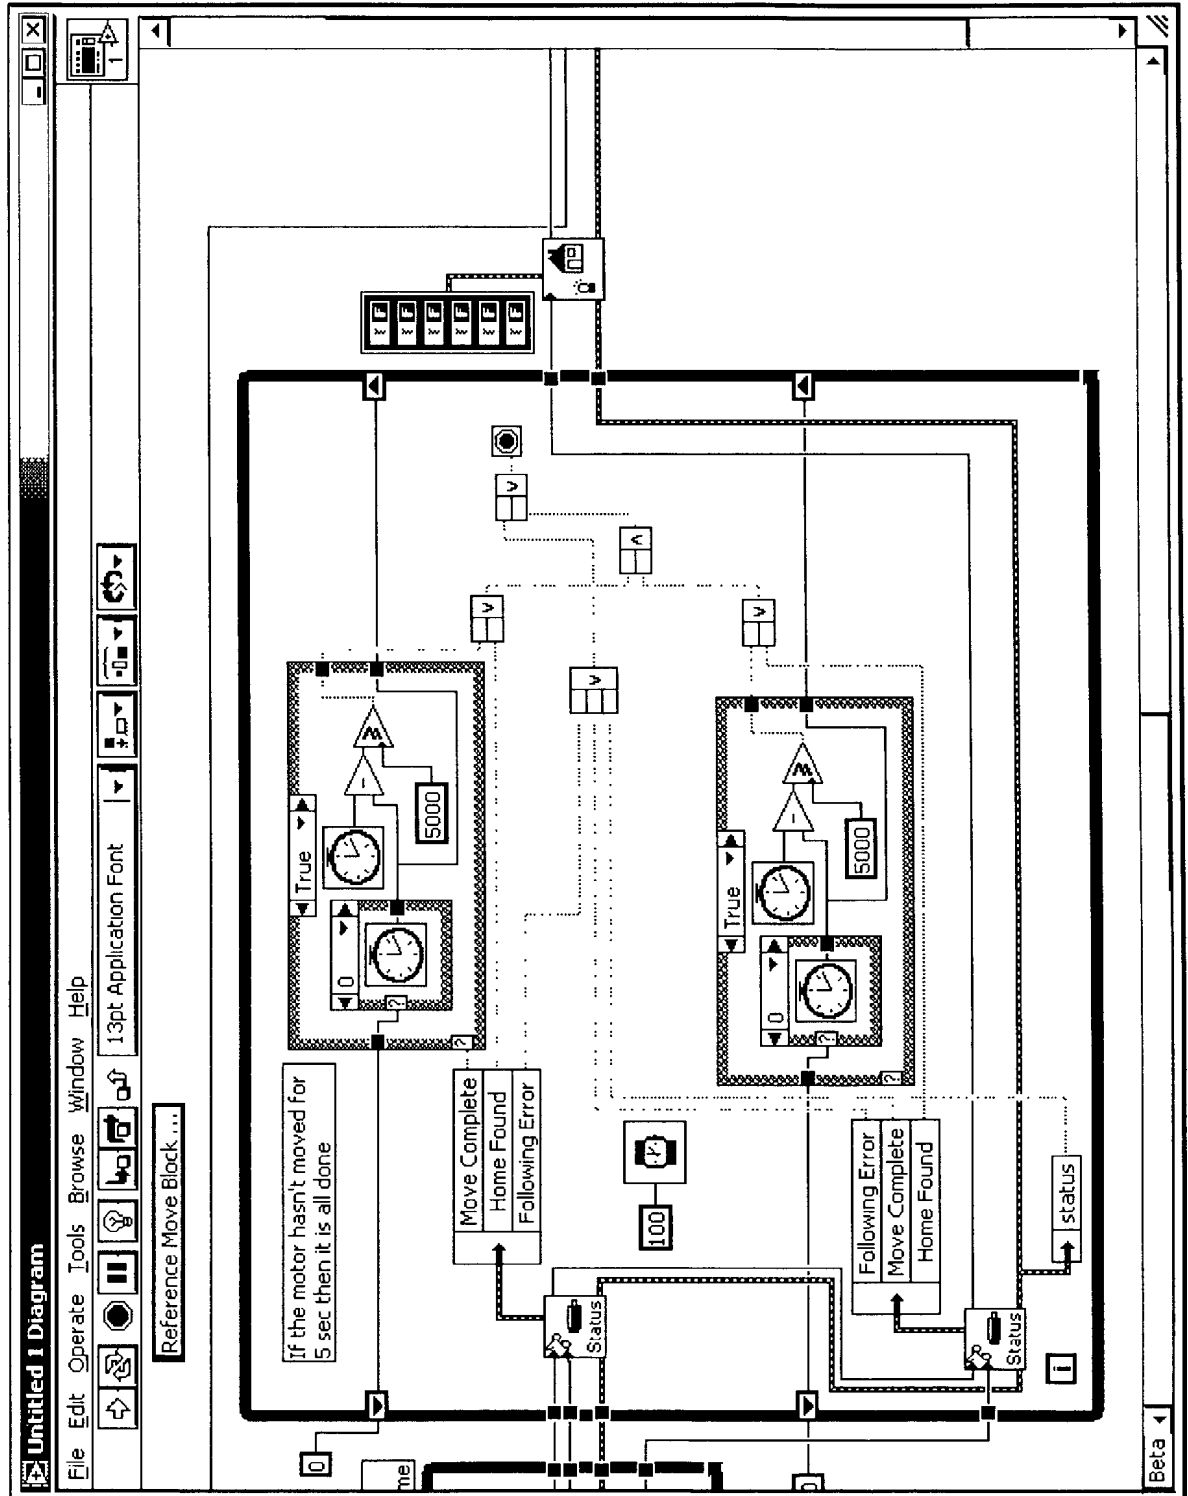 Untitled 1 Diagram
File Edit Operate Tools Browse Window Help
13pt Application Font
1
Reference Move Block ...
0
me
If the motor hasn't moved for
5 sec then it is all done
True
0
5000
Move Complete
Home Found
Following Error
Status
100
True
0
5000
Following Error
Move Complete
Home Found
Status
status
i
Beta